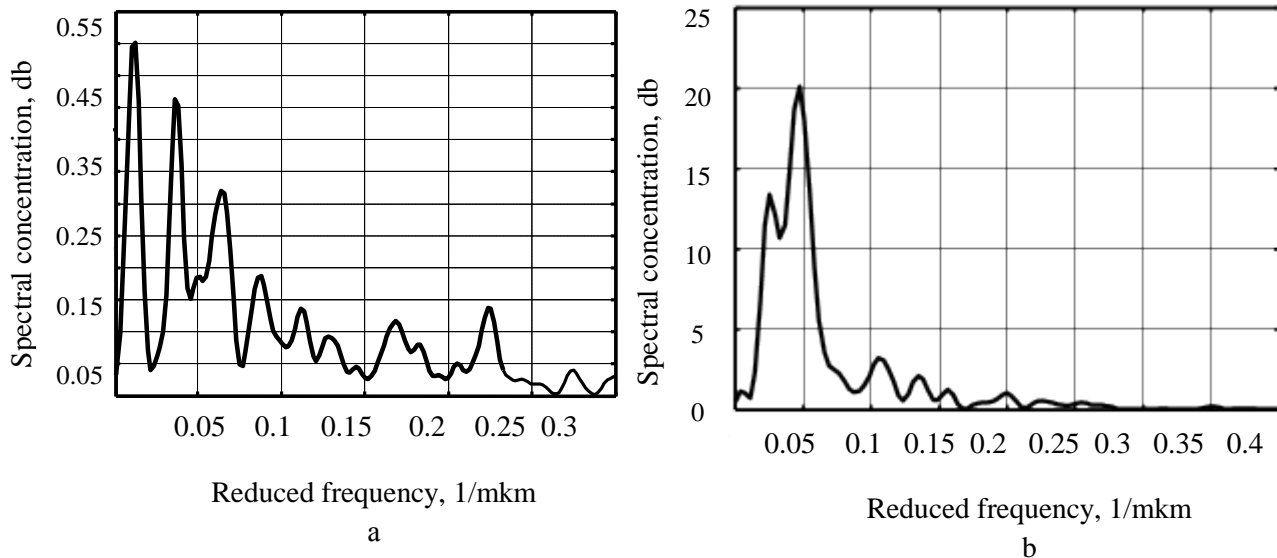 Spectral concentration, db
0.55
0.45
0.35
0.25
0.15
0.05
0.05 0.1 0.15 0.2 0.25 0.3
Reduced frequency, 1/mkm
a
Spectral concentration, db
25
20
15
10
5
0
0.05 0.1 0.15 0.2 0.25 0.3 0.35 0.4
Reduced frequency, 1/mkm
b